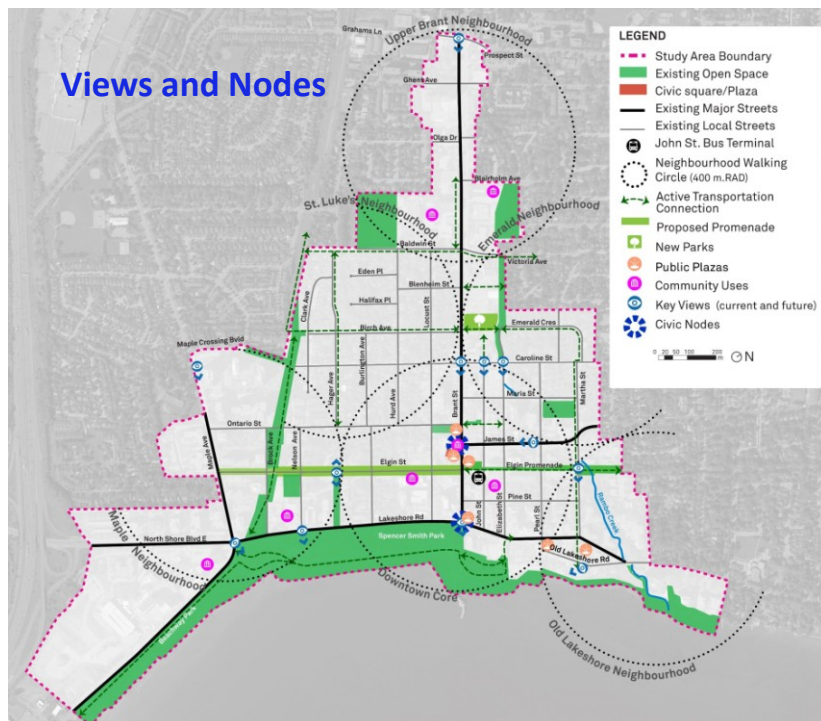 Views and Nodes
Upper Brant Neighbourhood
Grahams Ln
Prospect St
Ghent Ave
Olga Dr
Blairholm Ave
St. Luke's Neighbourhood
Emerald Neighbourhood
Baldwin St
Victoria Ave
Eden Pl
Blenheim St
Clark Ave
Halifax Pl
Locust St
Birch Ave
Emerald Cres
Maple Crossing Blvd
Caroline St
Hager Ave
Burlington Ave
Hurd Ave
Brant St
Maria St
Martha St
Ontario St
James St
Maple Ave
Brock Ave
Nelson Ave
Elgin St
Elgin Promenade
Rambo Creek
Pine St
John St
Elizabeth St
Pearl St
Lakeshore Rd
North Shore Blvd E
Spencer Smith Park
Old Lakeshore Rd
Maple Neighbourhood
Downtown Core
Beachway Park
Old Lakeshore Neighbourhood
LEGEND
Study Area Boundary
Existing Open Space
Civic square/Plaza
Existing Major Streets
Existing Local Streets
John St. Bus Terminal
Neighbourhood Walking
Circle (400 m.RAD)
Active Transportation
Connection
Proposed Promenade
New Parks
Public Plazas
Community Uses
Key Views (current and future)
Civic Nodes
0 20 50 100 200
m
N